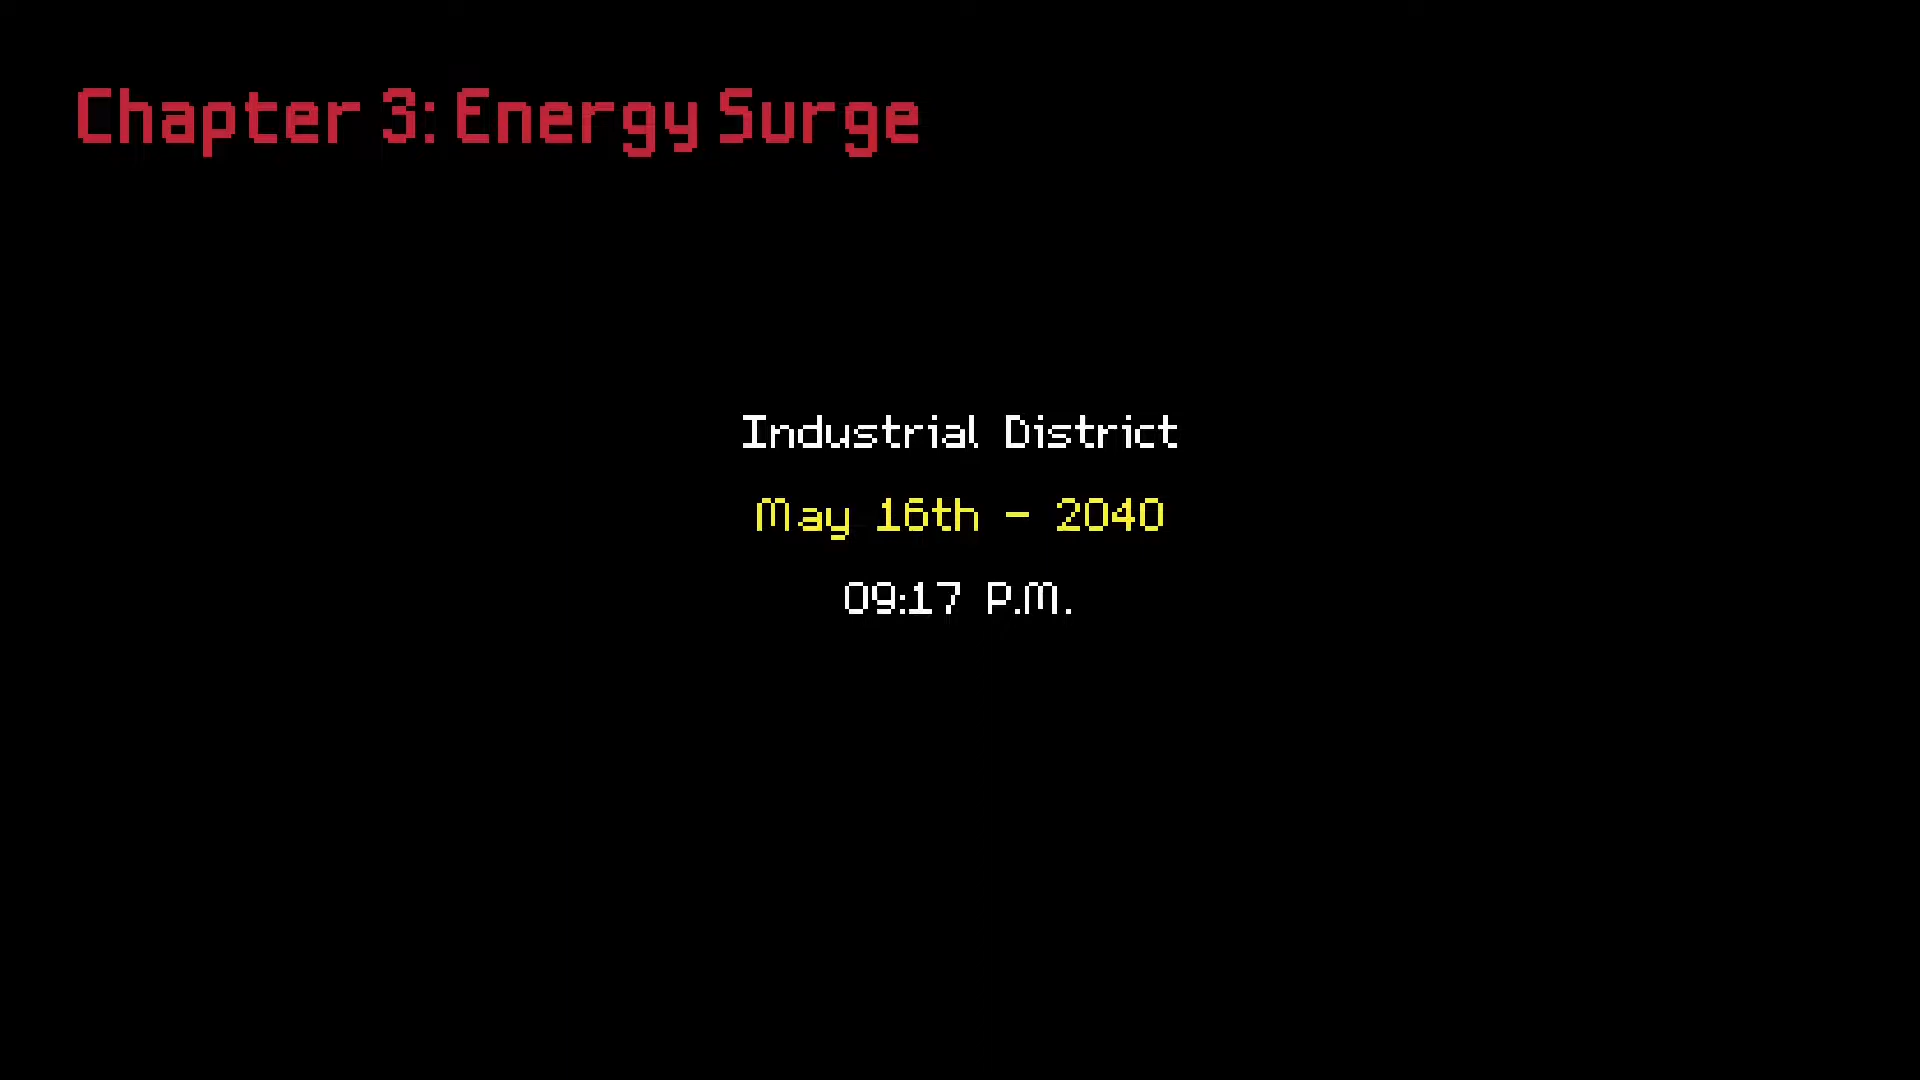 Chapter 3: Energy Surge
Industrial District
May 16th - 2040
09:17 P.M.